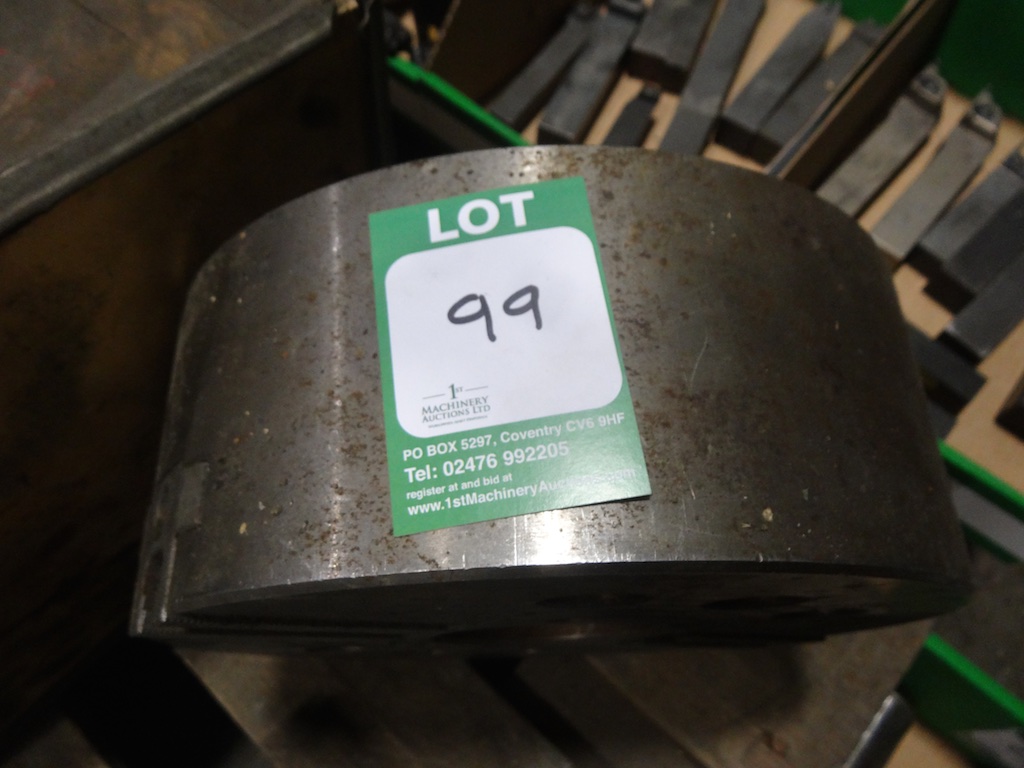 LOT
99
1ST
MACHINERY
AUCTIONS LTD
PO BOX 5297, Coventry CV6 9HF
Tel: 02476 992205
register at and bid at